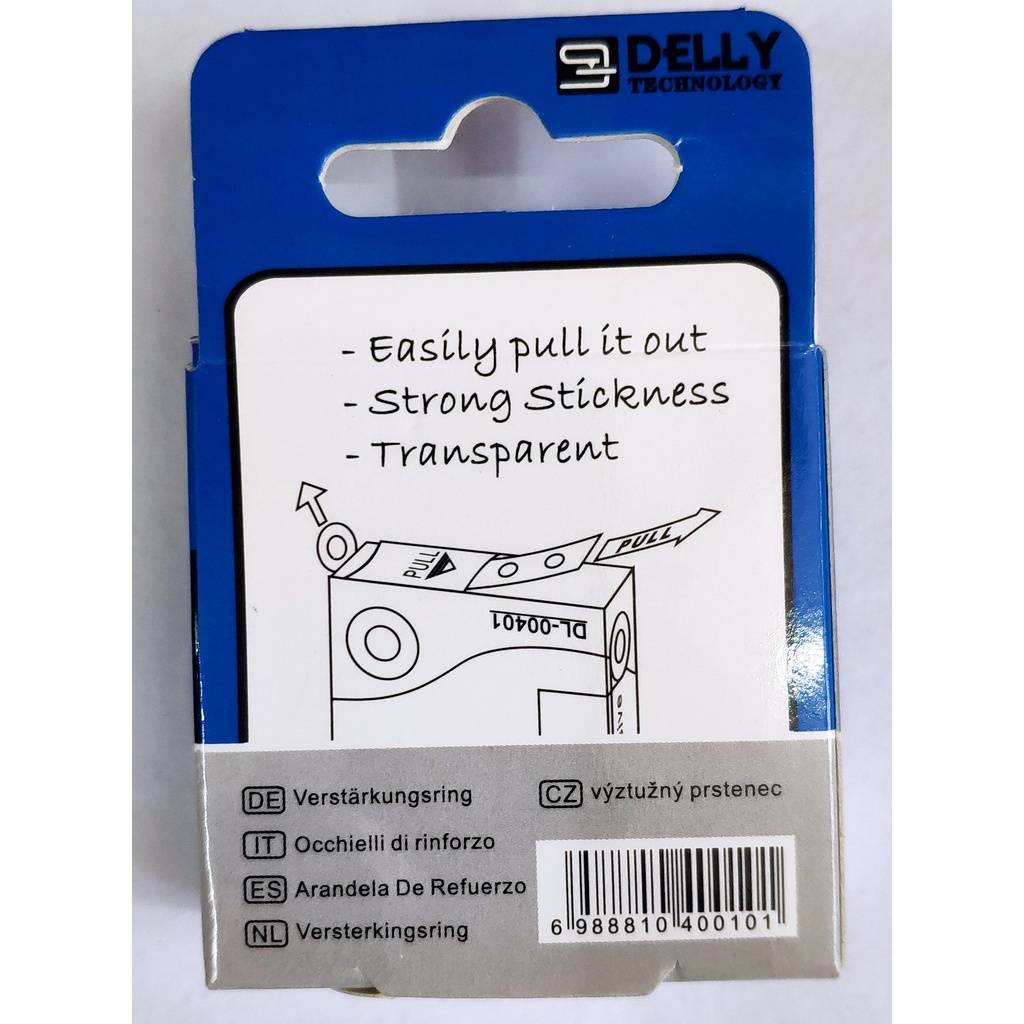 DELLY
TECHNOLOGY
- Easily pull it out
- Strong Stickness
- Transparent
PULL
PULL
DL-00401
DE Verstärkungsring
CZ výztužný prstenec
IT Occhielli di rinforzo
ES Arandela De Refuerzo
NL Versterkingsring
6 988810 400101